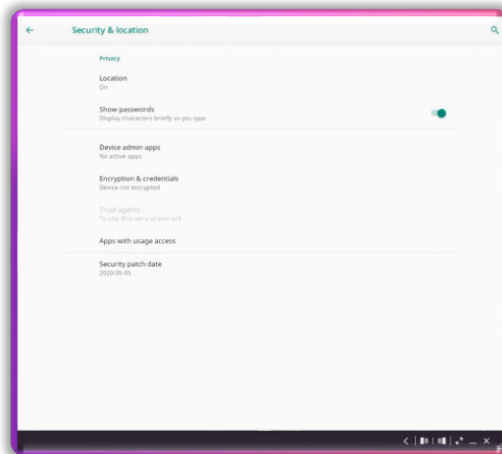 Security & location
Privacy
Location
On
Show passwords
Display characters briefly as you type
Device admin apps
No active apps
Encryption & credentials
Device not encrypted
Trust agents
To use, first set a screen lock
Apps with usage access
Security patch date
2020-05-05